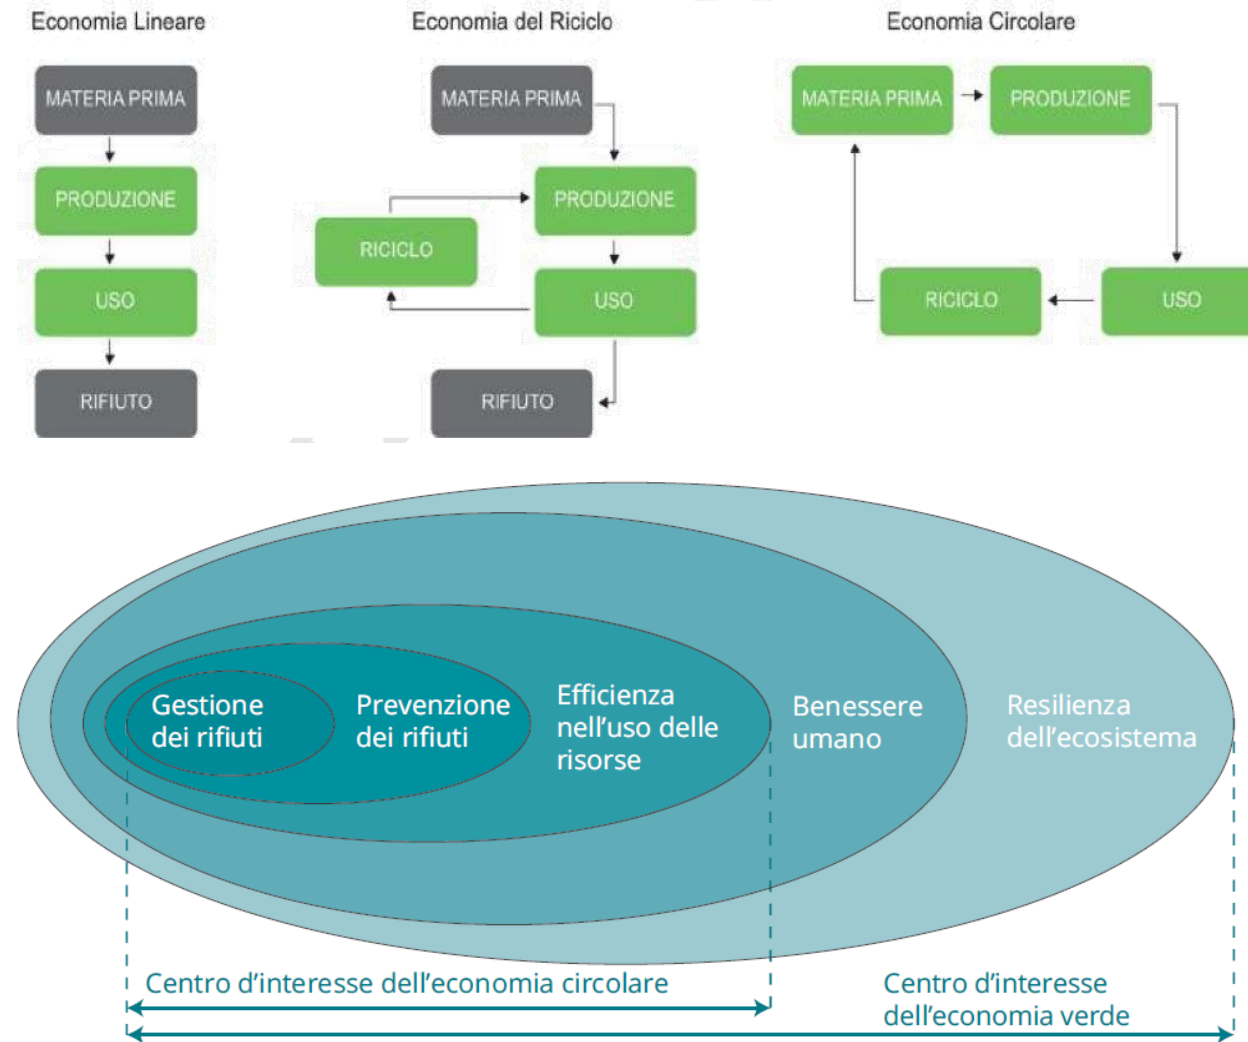 Economia Lineare
MATERIA PRIMA
PRODUZIONE
USO
RIFIUTO
Economia del Riciclo
MATERIA PRIMA
PRODUZIONE
RICICLO
USO
RIFIUTO
Economia Circolare
MATERIA PRIMA
PRODUZIONE
RICICLO
USO
Gestione
dei rifiuti
Prevenzione
dei rifiuti
Efficienza
nell’uso delle
risorse
Benessere
umano
Resilienza
dell’ecosistema
Centro d’interesse dell’economia circolare
Centro d’interesse
dell’economia verde